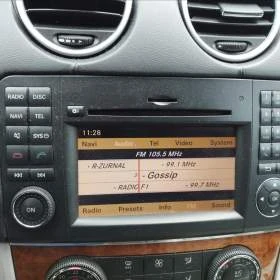 RADIO DISC
NAVI TEL
SYS
11:28
Navi Audio Tel Video System
FM 105.5 MHz
- R-ZURNAL - 99.1 MHz
- Gossip
- RADIO F1 - 99.7 MHz
Radio Presets Info FM Sound
ON